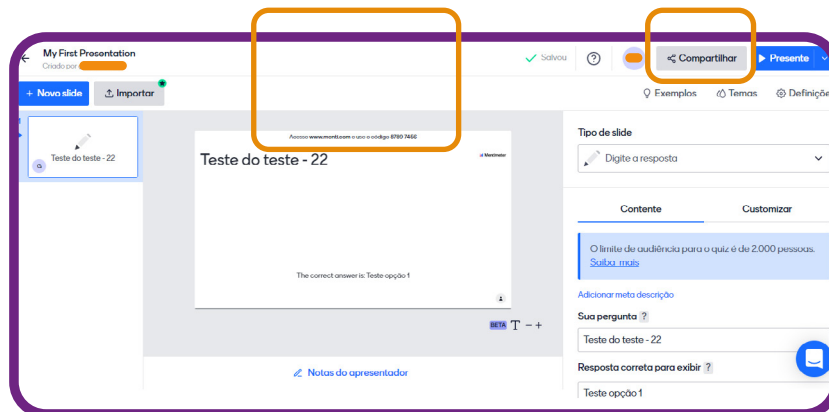 My First Presentation
Criado por
Salvou
?
Compartilhar
Presente
+ Novo slide
Importar
Exemplos
Temas
Definiçõe
Teste do teste - 22
Acesse www.menti.com e use o código 8780 7466
Teste do teste - 22
Mentimeter
The correct answer is: Teste opção 1
BETA T - +
Notas do apresentador
Tipo de slide
Digite a resposta
Contente
Customizar
O limite de audiência para o quiz é de 2.000 pessoas.
Saiba mais
Adicionar meta descrição
Sua pergunta ?
Teste do teste - 22
Resposta correta para exibir ?
Teste opção 1